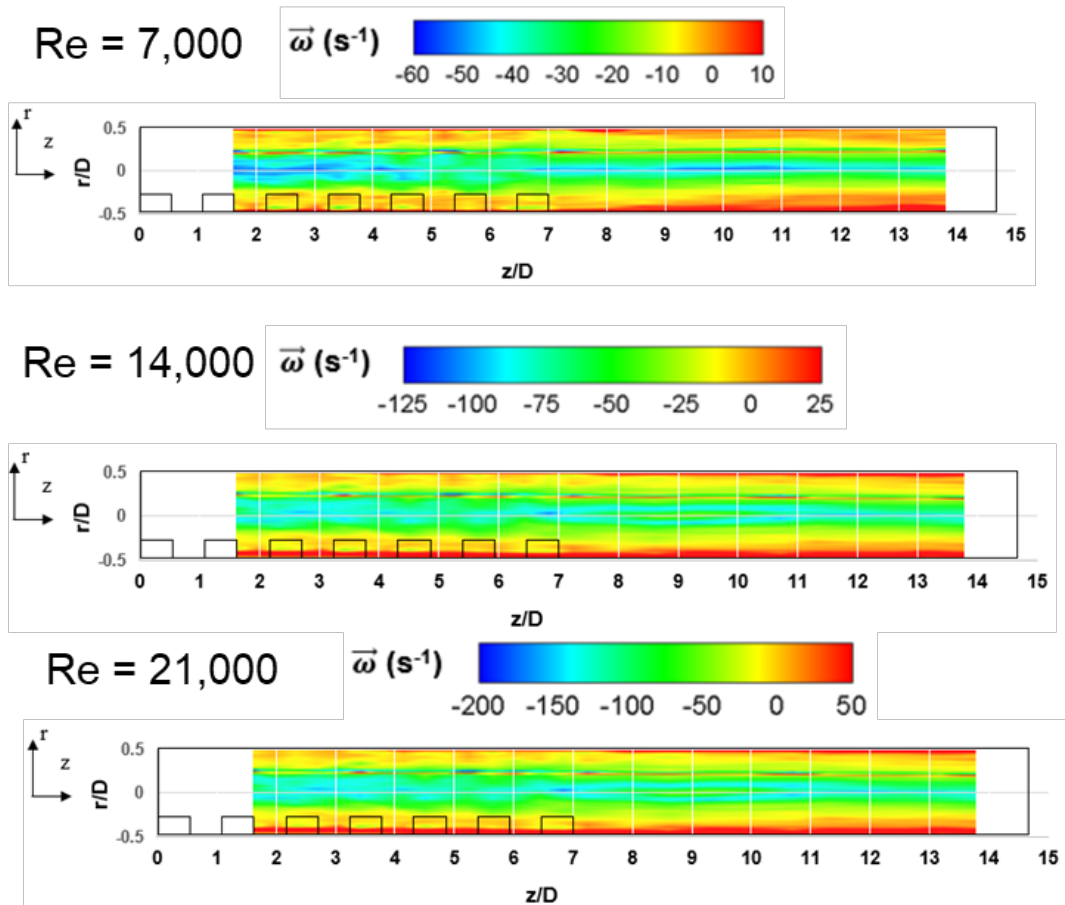 Re = 7,000
ω (s-1)
-60 -50 -40 -30 -20 -10 0 10
r
z
r/D
0.5
0
-0.5
0 1 2 3 4 5 6 7 8 9 10 11 12 13 14 15
z/D
Re = 14,000
ω (s-1)
-125 -100 -75 -50 -25 0 25
r
z
r/D
0.5
0
-0.5
0 1 2 3 4 5 6 7 8 9 10 11 12 13 14 15
z/D
Re = 21,000
ω (s-1)
-200 -150 -100 -50 0 50
r
z
r/D
0.5
0
-0.5
0 1 2 3 4 5 6 7 8 9 10 11 12 13 14 15
z/D